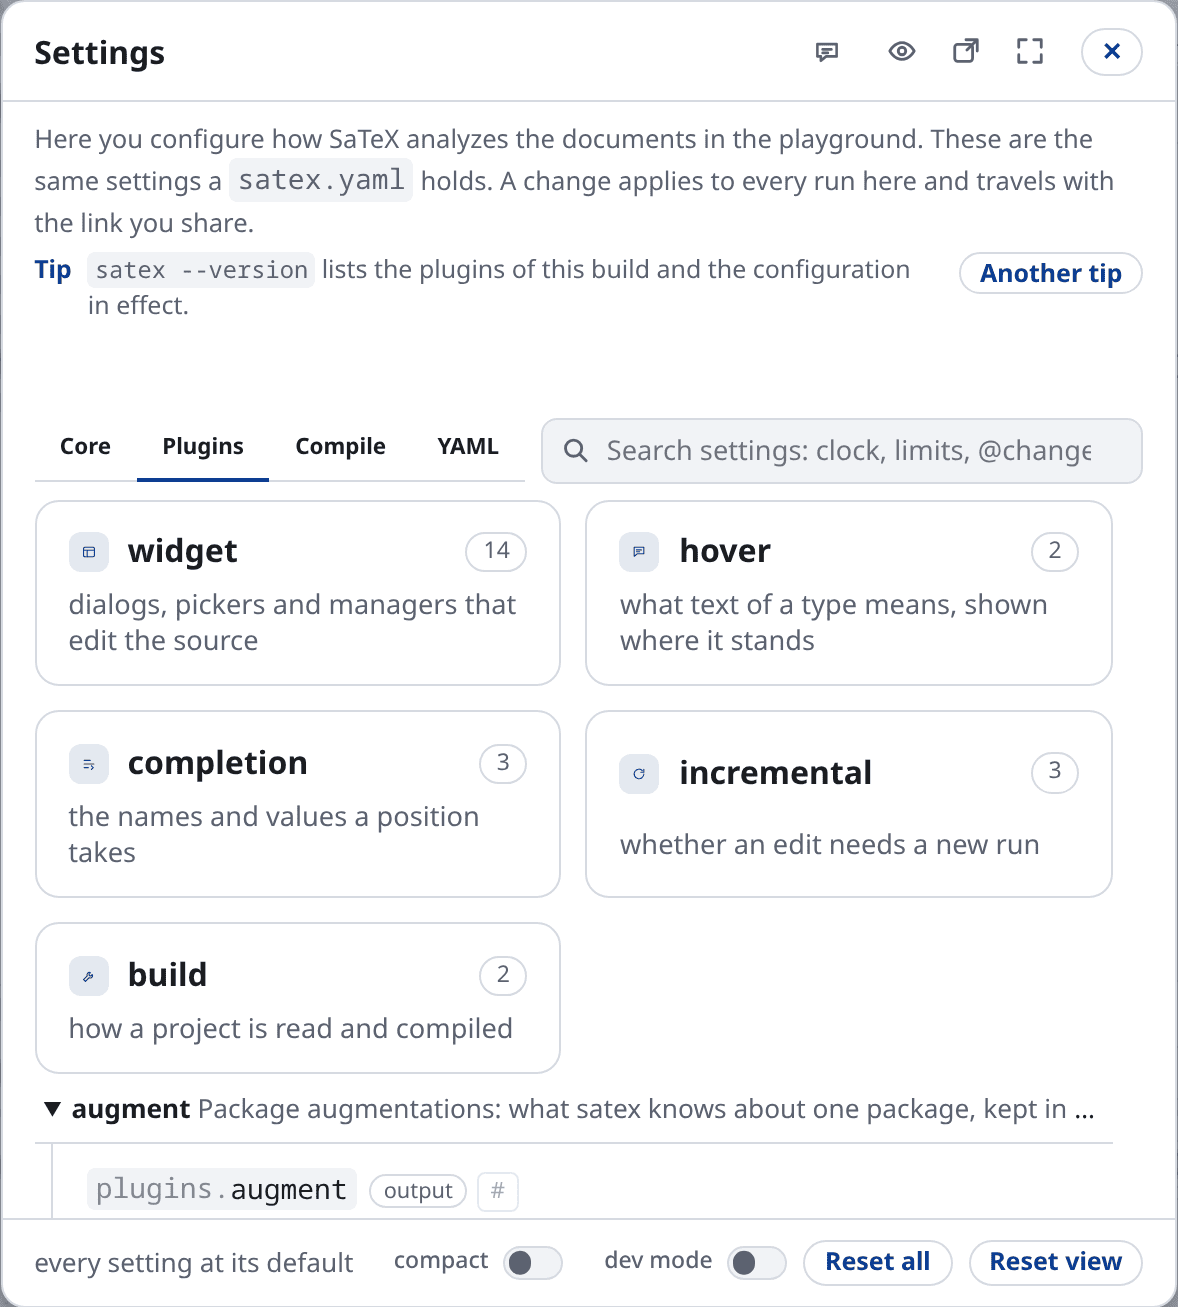 Settings
Here you configure how SaTeX analyzes the documents in the playground. These are the
same settings a satex.yaml holds. A change applies to every run here and travels with
the link you share.
Tip satex --version lists the plugins of this build and the configuration
in effect.
Another tip
Core Plugins Compile YAML
Search settings: clock, limits, @change
widget 14
dialogs, pickers and managers that
edit the source
hover 2
what text of a type means, shown
where it stands
completion 3
the names and values a position
takes
incremental 3
whether an edit needs a new run
build 2
how a project is read and compiled
augment Package augmentations: what satex knows about one package, kept in ...
plugins.augment output #
every setting at its default compact dev mode Reset all Reset view